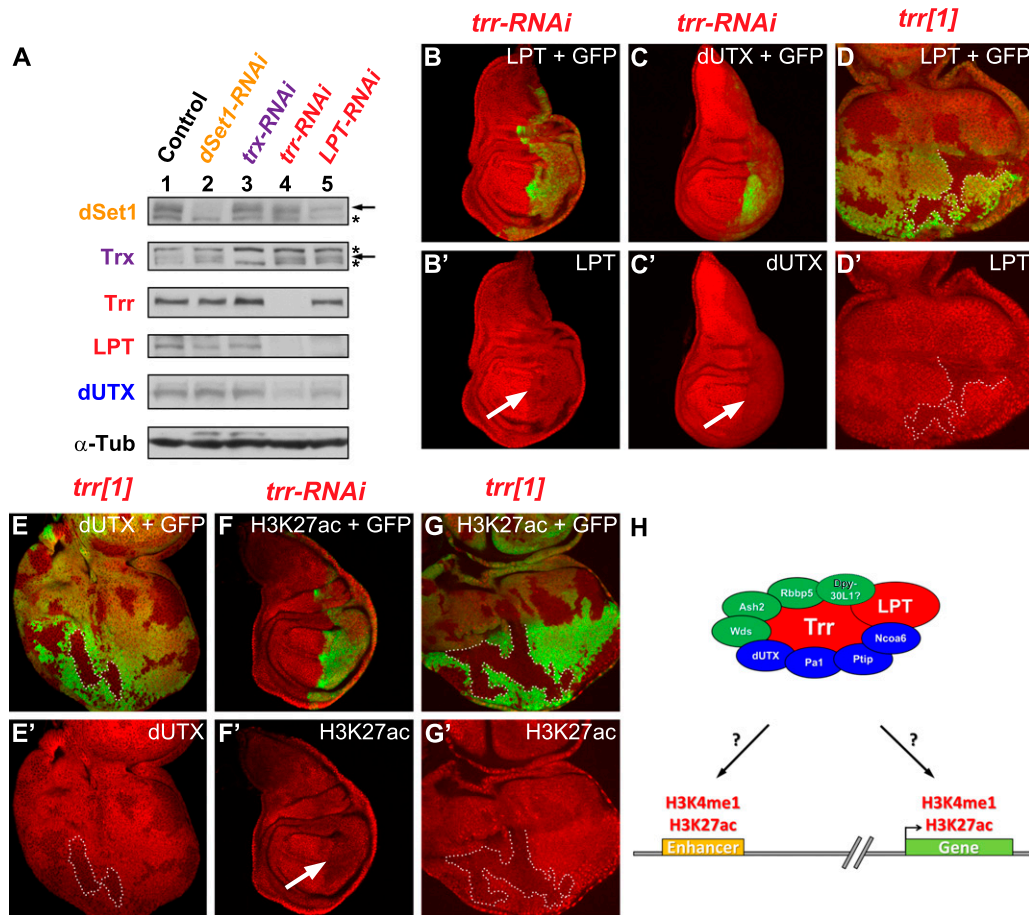 trr-RNAi
trr-RNAi
trr[1]
A
Control
dSet1-RNAi
trx-RNAi
trr-RNAi
LPT-RNAi
1 2 3 4 5
dSet1
*
Trx
*
*
Trr
LPT
dUTX
α-Tub
B LPT + GFP
C dUTX + GFP
D LPT + GFP
B' LPT
C' dUTX
D' LPT
trr[1]
trr-RNAi
trr[1]
E dUTX + GFP
F H3K27ac + GFP
G H3K27ac + GFP
E' dUTX
F' H3K27ac
G' H3K27ac
H
Dpy-
30L1?
Rbbp5
Ash2
LPT
Trr
Wds
Ncoa6
dUTX
Pa1
Ptip
? ?
H3K4me1 H3K4me1
H3K27ac H3K27ac
Enhancer Gene